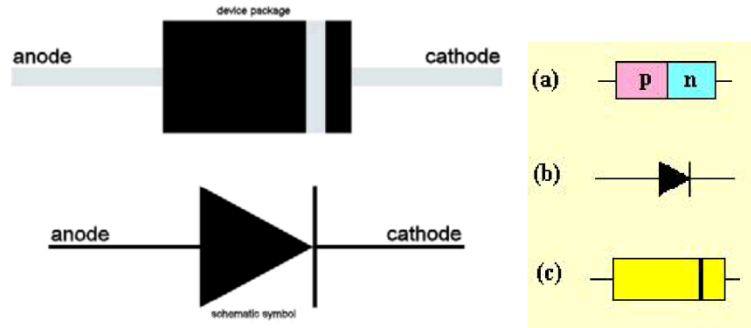 device package
anode
cathode
anode
cathode
schematic symbol
(a)
p n
(b)
(c)